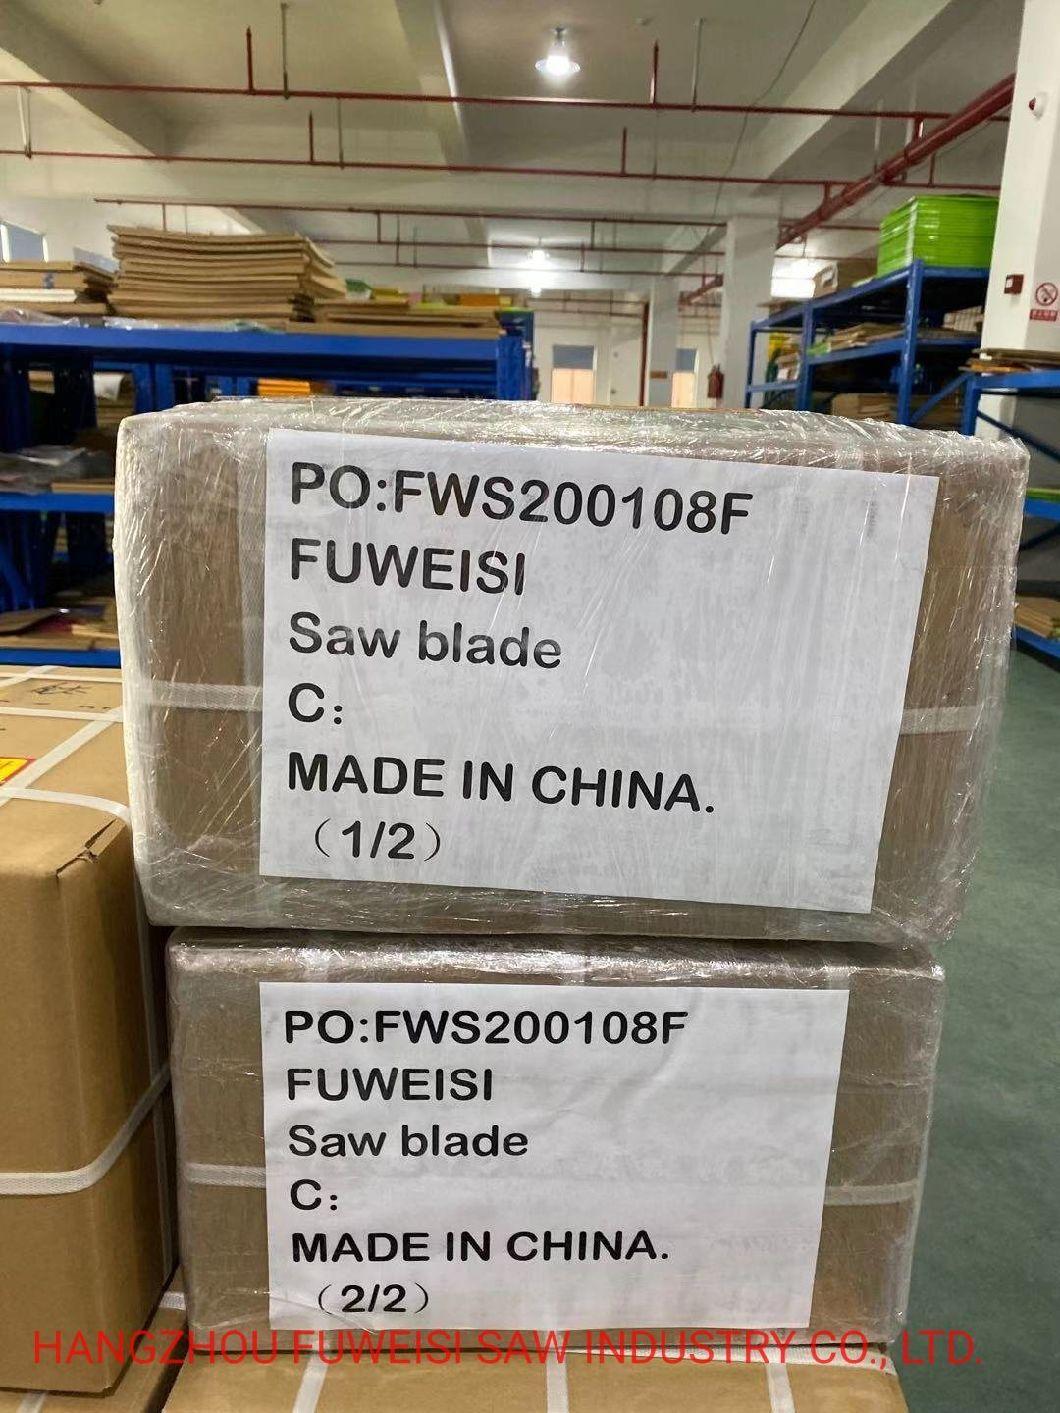 PO:FWS200108F
FUWEISI
Saw blade
C:
MADE IN CHINA.
（1/2）
PO:FWS200108F
FUWEISI
Saw blade
C:
MADE IN CHINA.
（2/2）
HANGZHOU FUWEISI SAW INDUSTRY CO., LTD.